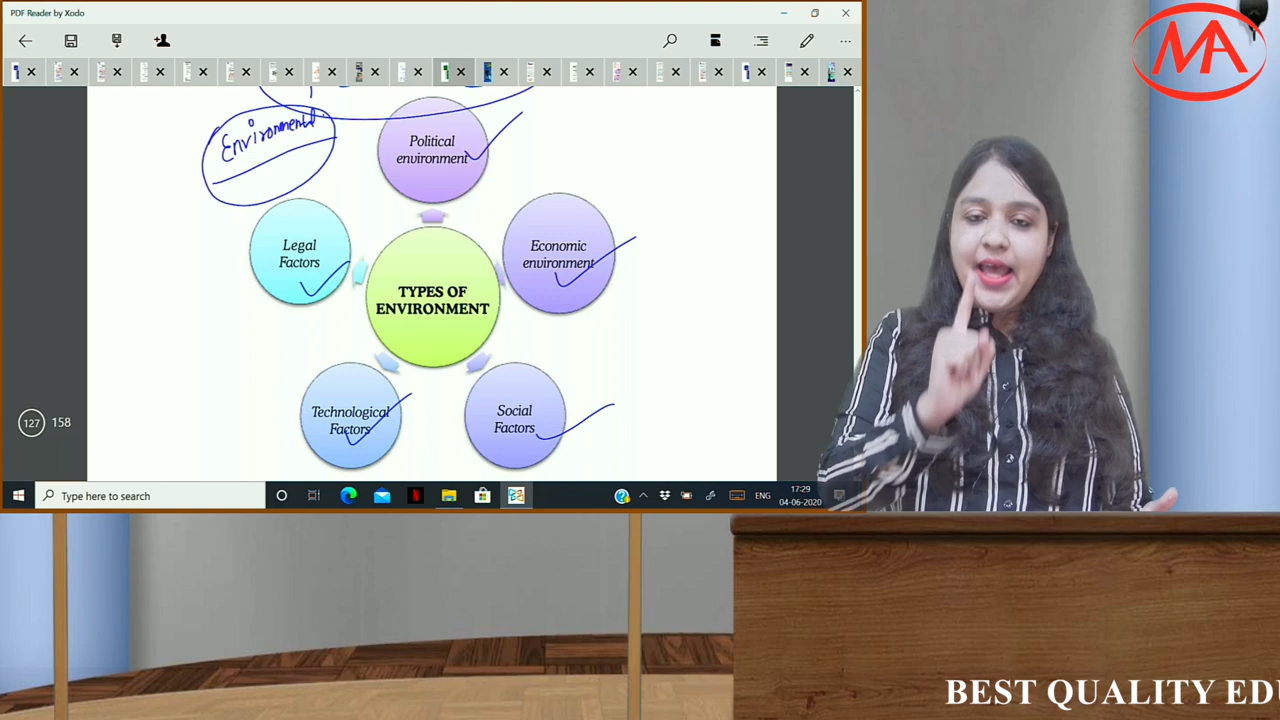 PDF Reader by Xodo
MA
Environmental
Political
environment
Legal
Factors
Economic
environment
TYPES OF
ENVIRONMENT
Technological
Factors
Social
Factors
127 158
Type here to search
ENG
17:29
04-06-2020
BEST QUALITY EDU